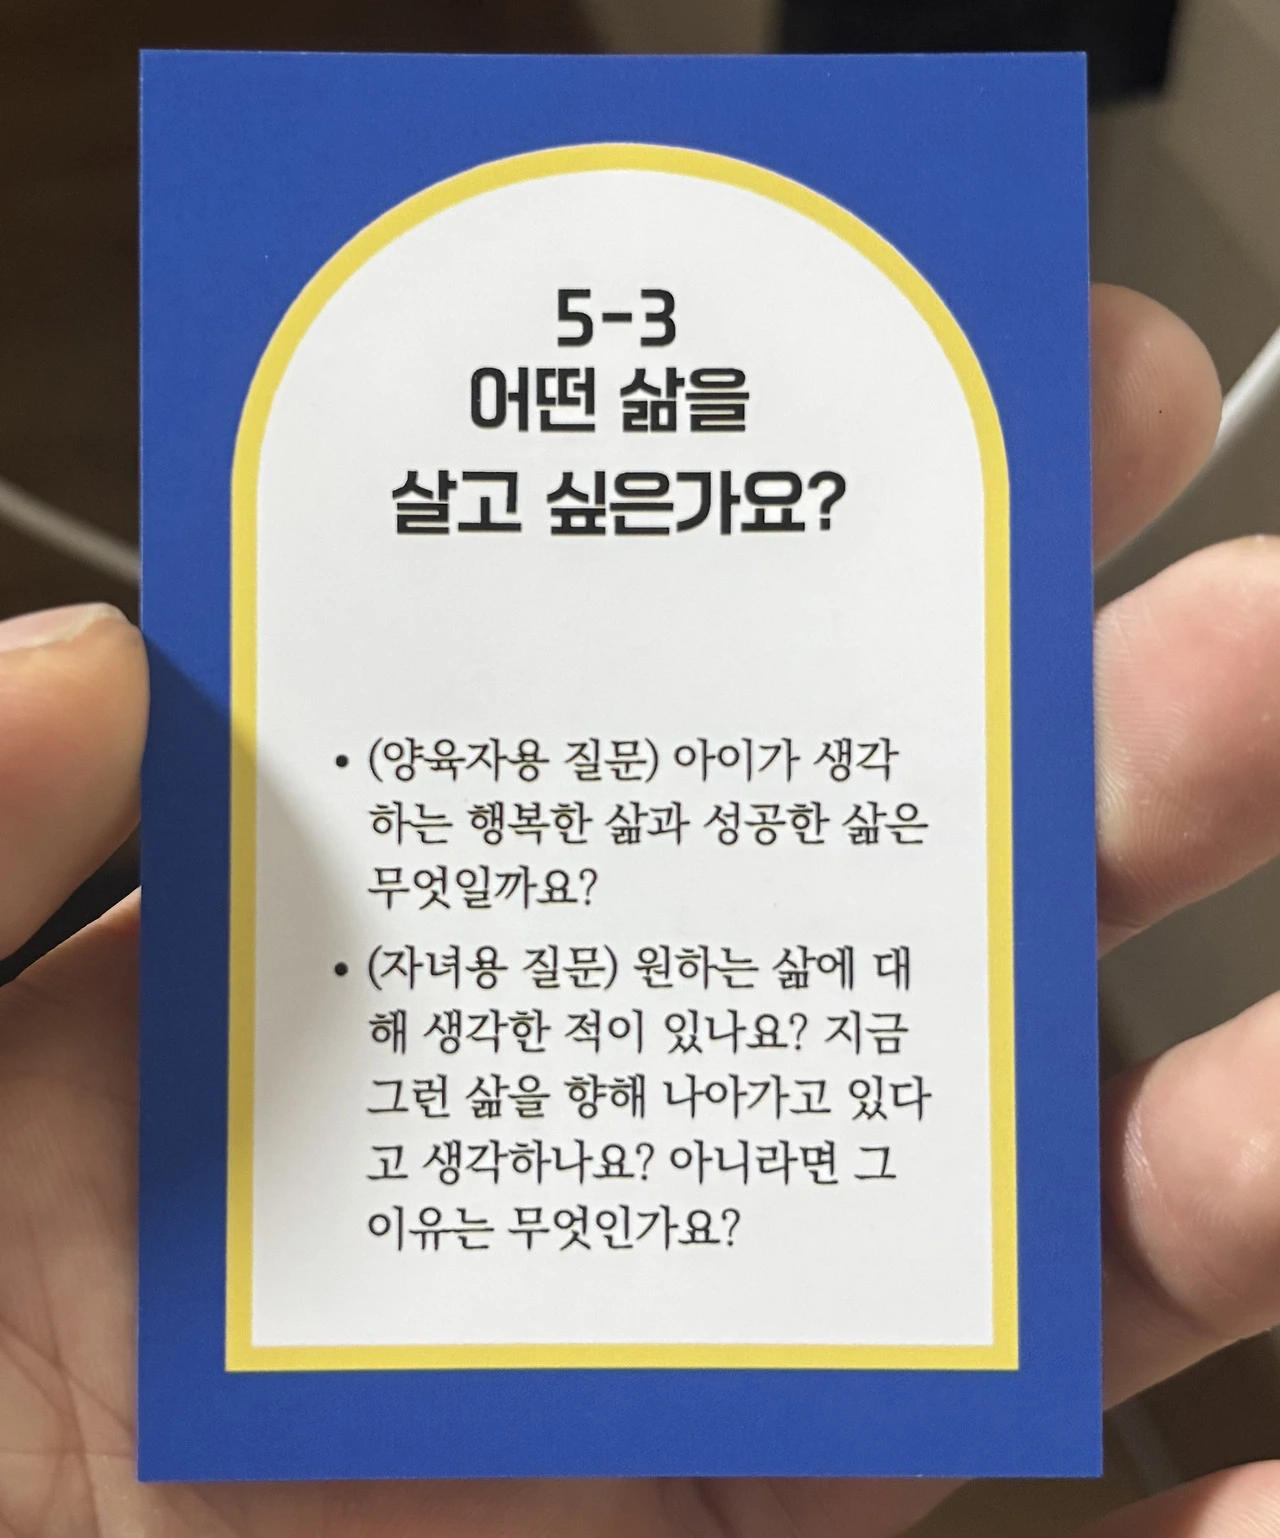 5-3
어떤 삶을
살고 싶은가요?
• (양육자용 질문) 아이가 생각
하는 행복한 삶과 성공한 삶은
무엇일까요?
• (자녀용 질문) 원하는 삶에 대
해 생각한 적이 있나요? 지금
그런 삶을 향해 나아가고 있다
고 생각하나요? 아니라면 그
이유는 무엇인가요?